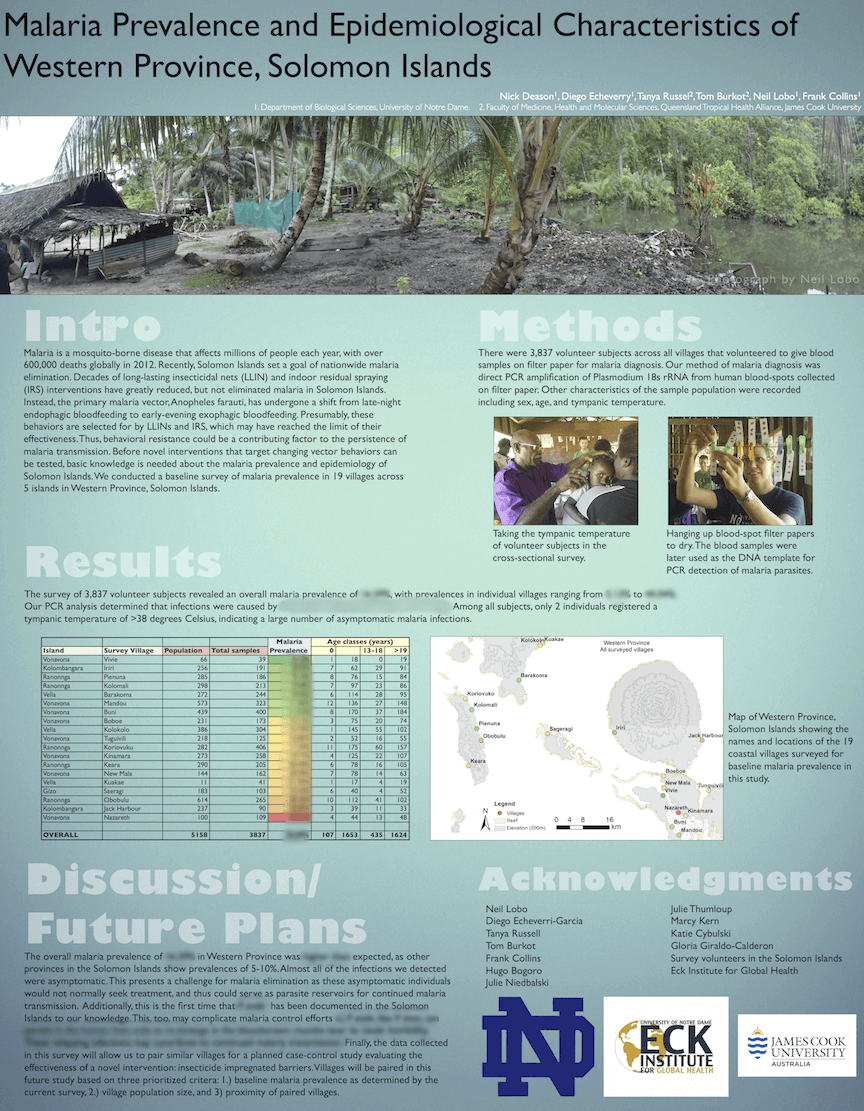 Malaria Prevalence and Epidemiological Characteristics of
Western Province, Solomon Islands
Nick Deason¹, Diego Echeverry¹, Tanya Russel², Tom Burkot², Neil Lobo¹, Frank Collins¹
1. Department of Biological Sciences, University of Notre Dame. 2. Faculty of Medicine, Health and Molecular Sciences, Queensland Tropical Health Alliance, James Cook University
Photograph by Neil Lobo
Intro
Malaria is a mosquito-borne disease that affects millions of people each year, with over
600,000 deaths globally in 2012. Recently, Solomon Islands set a goal of nationwide malaria
elimination. Decades of long-lasting insecticidal nets (LLIN) and indoor residual spraying
(IRS) interventions have greatly reduced, but not eliminated malaria in Solomon Islands.
Instead, the primary malaria vector, Anopheles farauti, has undergone a shift from late-night
endophagic bloodfeeding to early-evening exophagic bloodfeeding. Presumably, these
behaviors are selected for by LLINs and IRS, which may have reached the limit of their
effectiveness. Thus, behavioral resistance could be a contributing factor to the persistence of
malaria transmission. Before novel interventions that target changing vector behaviors can
be tested, basic knowledge is needed about the malaria prevalence and epidemiology of
Solomon Islands. We conducted a baseline survey of malaria prevalence in 19 villages across
5 islands in Western Province, Solomon Islands.
Methods
There were 3,837 volunteer subjects across all villages that volunteered to give blood
samples on filter paper for malaria diagnosis. Our method of malaria diagnosis was
direct PCR amplification of Plasmodium 18s rRNA from human blood-spots collected
on filter paper. Other characteristics of the sample population were recorded
including sex, age, and tympanic temperature.
Taking the tympanic temperature
of volunteer subjects in the
cross-sectional survey.
Hanging up blood-spot filter papers
to dry. The blood samples were
later used as the DNA template for
PCR detection of malaria parasites.
Results
The survey of 3,837 volunteer subjects revealed an overall malaria prevalence of , with prevalences in individual villages ranging from to
Our PCR analysis determined that infections were caused by Among all subjects, only 2 individuals registered a
tympanic temperature of >38 degrees Celsius, indicating a large number of asymptomatic malaria infections.
Malaria Age classes (years)
Island Survey Village Population Total samples Prevalence 0 13-18 >19
Vonavona Vivie 66 39 1 18 0 19
Kolombangara Iriri 256 191 7 62 29 91
Ranonnga Pienuna 285 186 8 76 15 84
Ranonnga Kolomali 298 213 7 97 23 86
Vella Barakoma 272 244 6 114 28 95
Vonavona Mandou 573 323 12 136 27 148
Vonavona Buni 439 400 8 170 37 184
Vonavona Boboe 231 173 3 75 20 74
Vella Kolokolo 386 304 1 145 55 102
Vonavona Tuguivili 218 125 2 52 16 55
Ranongga Koriovuku 282 406 11 175 60 157
Vonavona Kinamara 273 258 4 125 22 107
Ranongga Keara 290 205 6 78 16 105
Vonavona New Mala 144 162 7 78 14 63
Vella Kuakae 11 41 1 17 4 19
Gizo Saeragi 183 103 6 40 4 52
Ranongga Obobulu 614 265 10 112 41 102
Kolombangara Jack Harbour 237 90 3 39 11 33
Vonavona Nazareth 100 109 4 44 13 48
OVERALL 5158 3837 107 1653 435 1624
Western Province
All surveyed villages
Kolokolo
Kuakae
Barakoma
Koriovuku
Kolomali
Pienuna
Obobulu
Keara
Saeragi
Iriri
Jack Harbour
Boeboe
New Mala
Vivie
Tunguivili
Nazareth
Kinamara
Buni
Mandou
N
Legend
Villages
Reef
Elevation (200m)
0 4 8 16
km
Map of Western Province,
Solomon Islands showing the
names and locations of the 19
coastal villages surveyed for
baseline malaria prevalence in
this study.
Discussion/
Future Plans
The overall malaria prevalence of in Western Province was expected, as other
provinces in the Solomon Islands show prevalences of 5-10%. Almost all of the infections we detected
were asymptomatic. This presents a challenge for malaria elimination as these asymptomatic individuals
would not normally seek treatment, and thus could serve as parasite reservoirs for continued malaria
transmission. Additionally, this is the first time that has been documented in the Solomon
Islands to our knowledge. This, too, may complicate malaria control efforts
Finally, the data collected
in this survey will allow us to pair similar villages for a planned case-control study evaluating the
effectiveness of a novel intervention: insecticide impregnated barriers. Villages will be paired in this
future study based on three prioritized critera: 1.) baseline malaria prevalence as determined by the
current survey, 2.) village population size, and 3) proximity of paired villages.
Acknowledgments
Neil Lobo
Diego Echeverri-Garcia
Tanya Russell
Tom Burkot
Frank Collins
Hugo Bogoro
Julie Niedbalski
Julie Thumloup
Marcy Kern
Katie Cybulski
Gloria Giraldo-Calderon
Survey volunteers in the Solomon Islands
Eck Institute for Global Health
ND
UNIVERSITY OF NOTRE DAME
ECK
INSTITUTE
FOR GLOBAL HEALTH
JAMES COOK
UNIVERSITY
AUSTRALIA